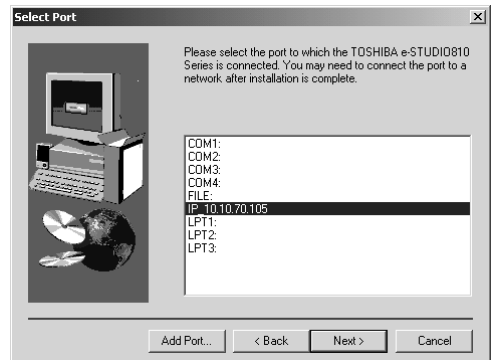 Select Port
Please select the port to which the TOSHIBA e-STUDIO810
Series is connected. You may need to connect the port to a
network after installation is complete.
COM1:
COM2:
COM3:
COM4:
FILE:
IP_10.10.70.105
LPT1:
LPT2:
LPT3:
Add Port... < Back Next > Cancel